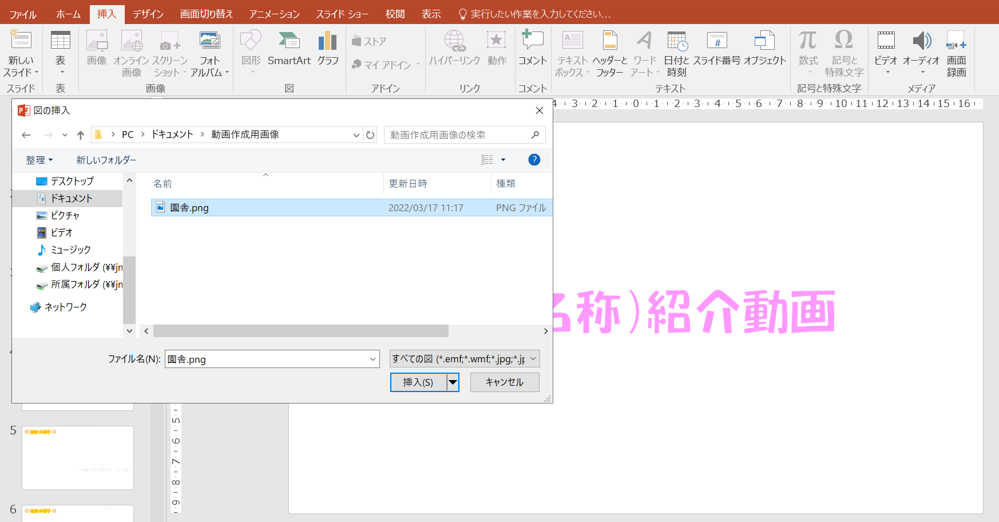 ファイル ホーム 挿入 デザイン 画面切り替え アニメーション スライド ショー 校閲 表示 実行したい作業を入力してください...
新しい スライド 表 画像 オンライン 画像 スクリーン ショット フォト アルバム 図形 SmartArt グラフ ストア マイ アドイン ハイパーリンク 動作 コメント テキスト ボックス ヘッダーと フッター ワード アート 日付と 時刻 スライド番号 オブジェクト 数式 記号と 特殊文字 ビデオ オーディオ 画面 録画
スライド 表 画像 図 アドイン リンク コメント テキスト 記号と特殊文字 メディア
4 3 2 1 0 1 2 3 4 5 6 7 8 9 10 11 12 13 14 15 16
図の挿入
PC ドキュメント 動画作成用画像 動画作成用画像の検索
整理 新しいフォルダー ?
名前 更新日時 種類
園舎.png 2022/03/17 11:17 PNG ファイル
デスクトップ
ドキュメント
ピクチャ
ビデオ
ミュージック
個人フォルダ (¥¥jn
所属フォルダ (¥¥jn
ネットワーク
ファイル名(N): 園舎.png すべての図 (*.emf;*.wmf;*.jpg;*.jp
挿入(S) キャンセル
称)紹介動画
5
6
5
6
7
8
9